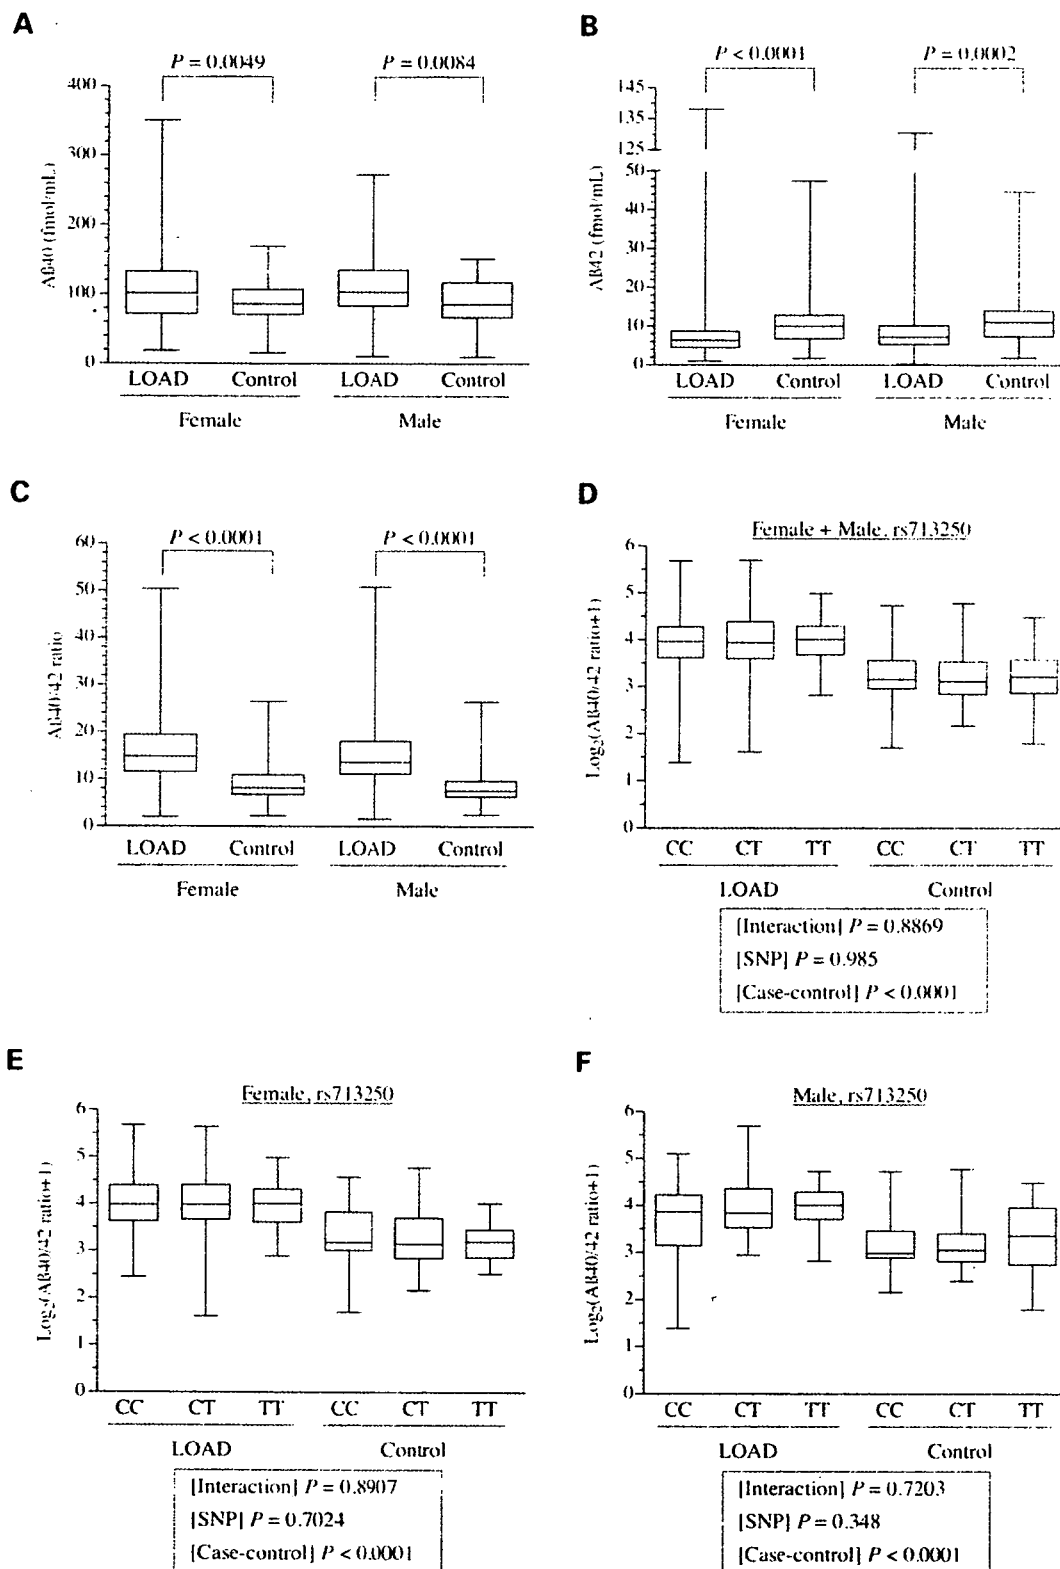 A
P = 0.0049
P = 0.0084
Aß40 (fmol/mL)
400
300
200
100
0
LOAD Control LOAD Control
Female Male
B
P < 0.0001
P = 0.0002
Aß42 (fmol/mL)
145
135
125
50
40
30
20
10
0
LOAD Control LOAD Control
Female Male
C
P < 0.0001
P < 0.0001
Aß40/42 ratio
60
50
40
30
20
10
0
LOAD Control LOAD Control
Female Male
D
Female + Male, rs713250
Log2(Aß40/42 ratio+1)
6
5
4
3
2
1
0
CC CT TT CC CT TT
LOAD Control
[Interaction] P = 0.8869
[SNP] P = 0.985
[Case-control] P < 0.0001
E
Female, rs713250
Log2(Aß40/42 ratio+1)
6
5
4
3
2
1
0
CC CT TT CC CT TT
LOAD Control
[Interaction] P = 0.8907
[SNP] P = 0.7024
[Case-control] P < 0.0001
F
Male, rs713250
Log2(Aß40/42 ratio+1)
6
5
4
3
2
1
0
CC CT TT CC CT TT
LOAD Control
[Interaction] P = 0.7203
[SNP] P = 0.348
[Case-control] P < 0.0001